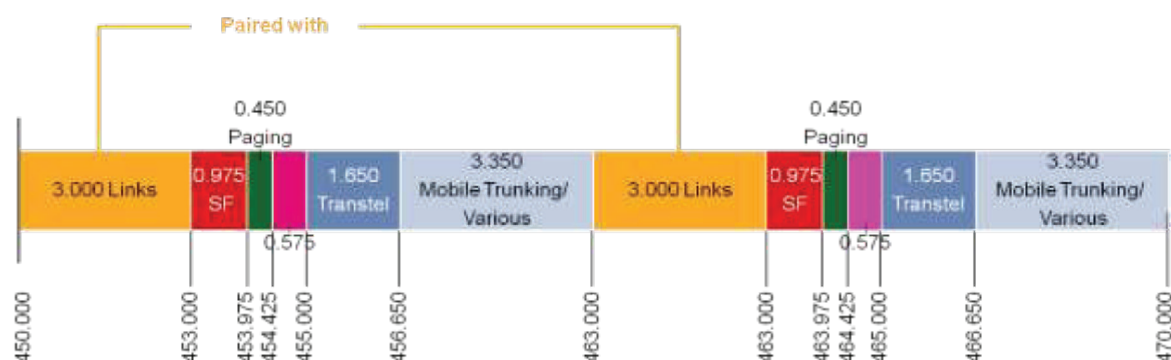 Paired with
0.450
Paging
0.450
Paging
3.000 Links
0.975
SF
1.650
Transtel
3.350
Mobile Trunking/
Various
3.000 Links
0.975
SF
1.650
Transtel
3.350
Mobile Trunking/
Various
0.575
0.575
450.000
453.000
453.975
454.425
455.000
456.650
463.000
463.000
463.975
464.425
465.000
466.650
470.000